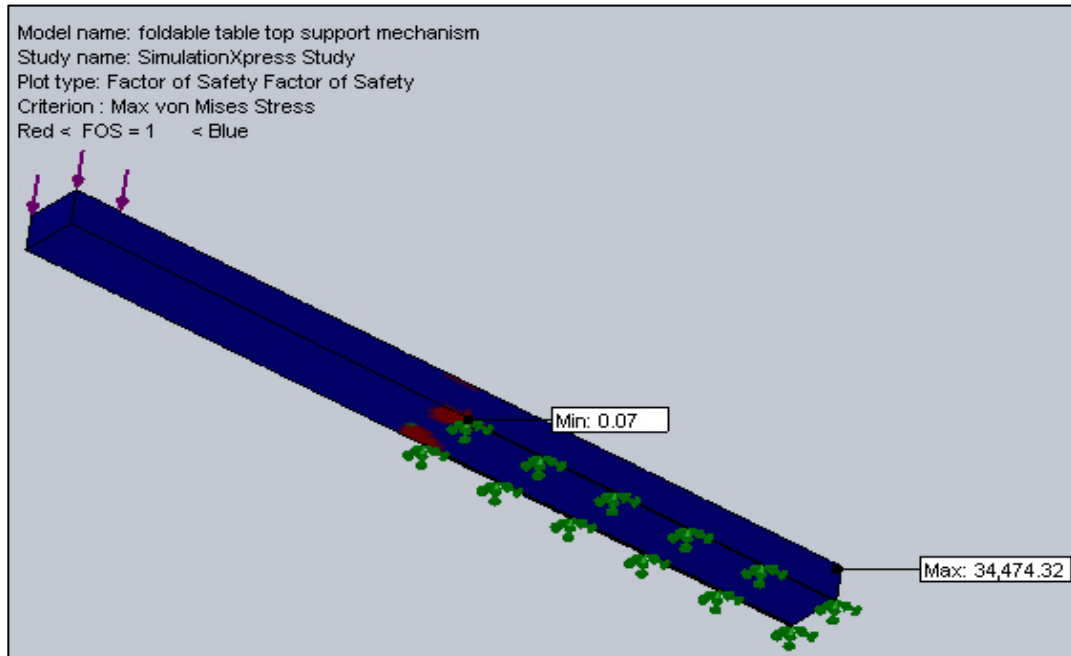 Model name: foldable table top support mechanism
Study name: SimulationXpress Study
Plot type: Factor of Safety Factor of Safety
Criterion : Max von Mises Stress
Red < FOS = 1 < Blue
Min: 0.07
Max: 34,474.32